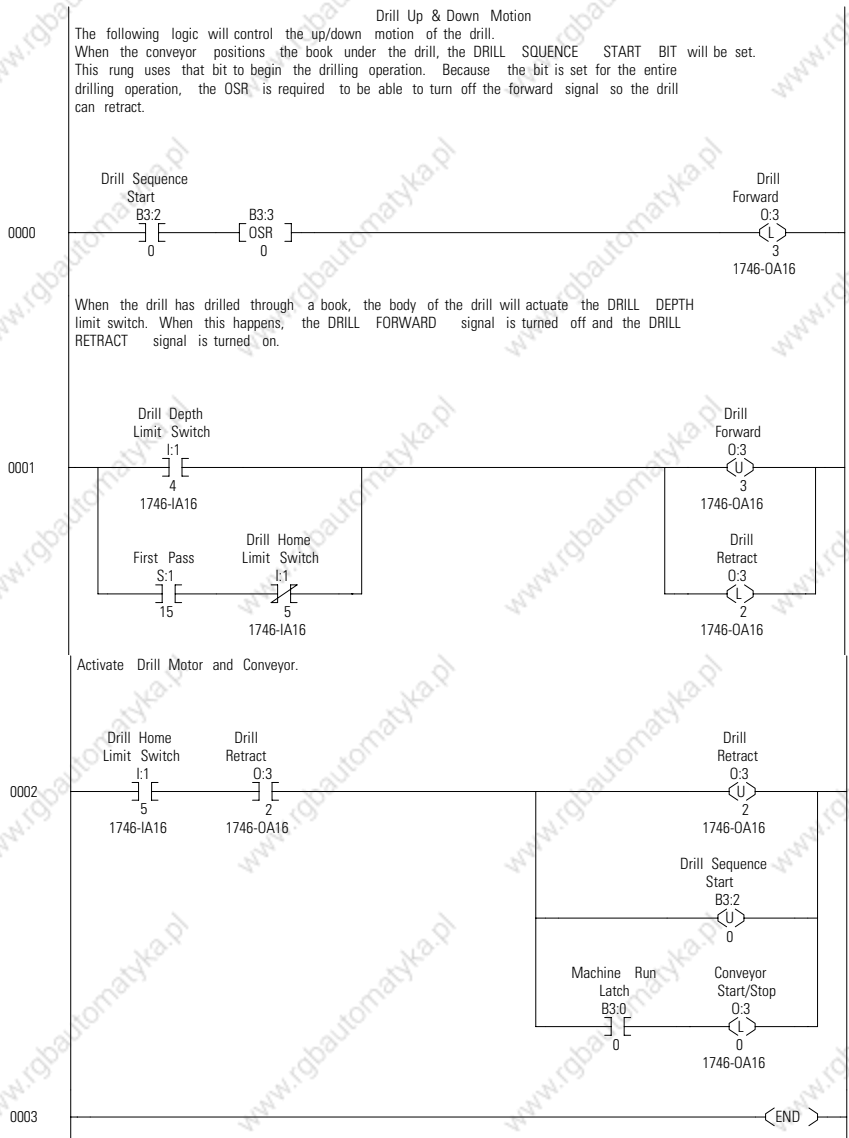 Drill Up & Down Motion
The following logic will control the up/down motion of the drill.
When the conveyor positions the book under the drill, the DRILL SQUENCE START BIT will be set.
This rung uses that bit to begin the drilling operation. Because the bit is set for the entire
drilling operation, the OSR is required to be able to turn off the forward signal so the drill
can retract.
Drill Sequence
Start
B3:2
0
B3:3
OSR
0
Drill
Forward
O:3
L
3
1746-OA16
0000
When the drill has drilled through a book, the body of the drill will actuate the DRILL DEPTH
limit switch. When this happens, the DRILL FORWARD signal is turned off and the DRILL
RETRACT signal is turned on.
0001
Drill Depth
Limit Switch
I:1
4
1746-IA16
Drill
Forward
O:3
U
3
1746-OA16
First Pass
S:1
15
Drill Home
Limit Switch
I:1
5
1746-IA16
Drill
Retract
O:3
L
2
1746-OA16
Activate Drill Motor and Conveyor.
0002
Drill Home
Limit Switch
I:1
5
1746-IA16
Drill
Retract
O:3
2
1746-OA16
Drill
Retract
O:3
U
2
1746-OA16
Drill Sequence
Start
B3:2
U
0
Machine Run
Latch
B3:0
0
Conveyor
Start/Stop
O:3
L
0
1746-OA16
0003
END
www.rgbautomatyka.pl